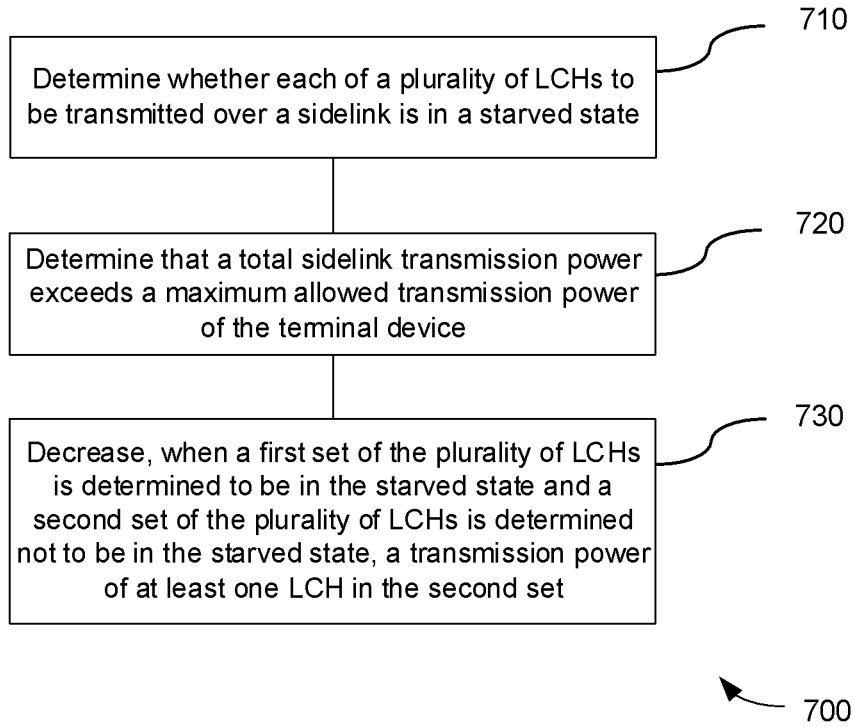 710
Determine whether each of a plurality of LCHs to
be transmitted over a sidelink is in a starved state
720
Determine that a total sidelink transmission power
exceeds a maximum allowed transmission power
of the terminal device
730
Decrease, when a first set of the plurality of LCHs
is determined to be in the starved state and a
second set of the plurality of LCHs is determined
not to be in the starved state, a transmission power
of at least one LCH in the second set
700